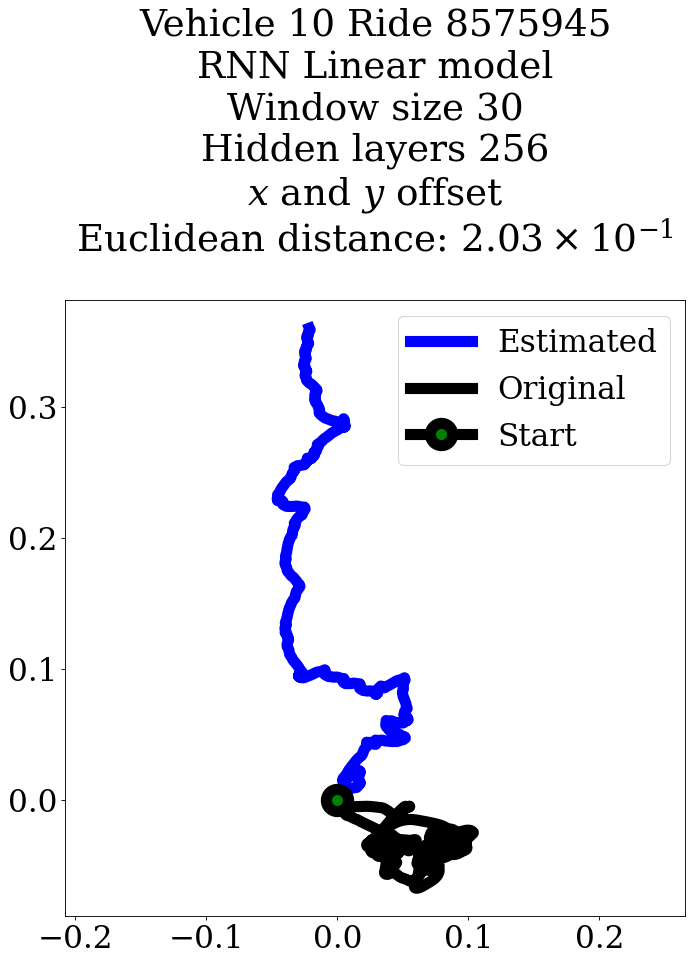 Vehicle 10 Ride 8575945
RNN Linear model
Window size 30
Hidden layers 256
x and y offset
Euclidean distance: 2.03 × 10⁻¹
Estimated
Original
Start
0.3
0.2
0.1
0.0
−0.2 −0.1 0.0 0.1 0.2